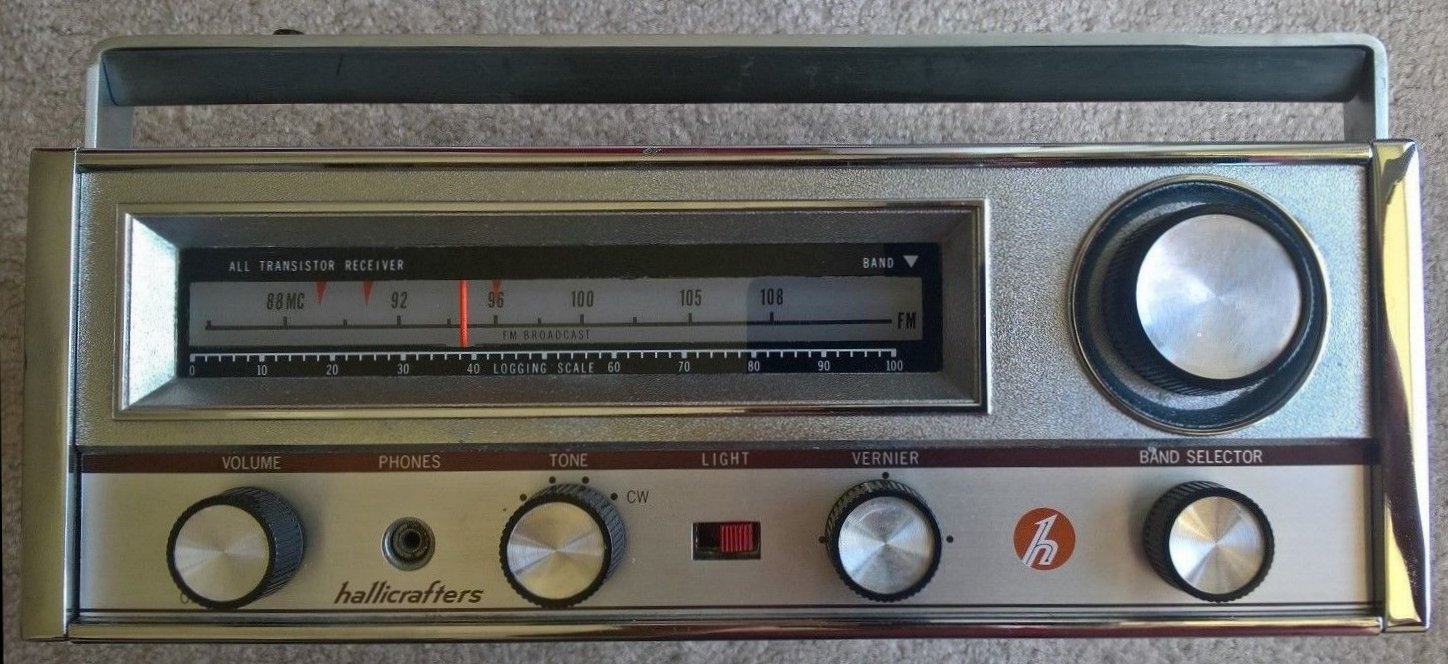 ALL TRANSISTOR RECEIVER BAND
88MC 92 96 100 105 108
FM
FM BROADCAST
0 10 20 30 40 LOGGING SCALE 60 70 80 90 100
VOLUME PHONES TONE LIGHT VERNIER BAND SELECTOR
CW
h
hallicrafters